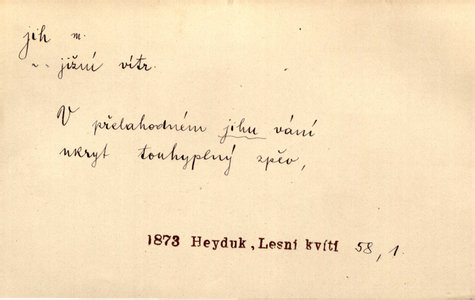 jih m.
„ jižní vítr.
V přelahodném jihu vání
ukryt touhyplný zpěv,
1873 Heyduk, Lesní kvítí 58, 1.